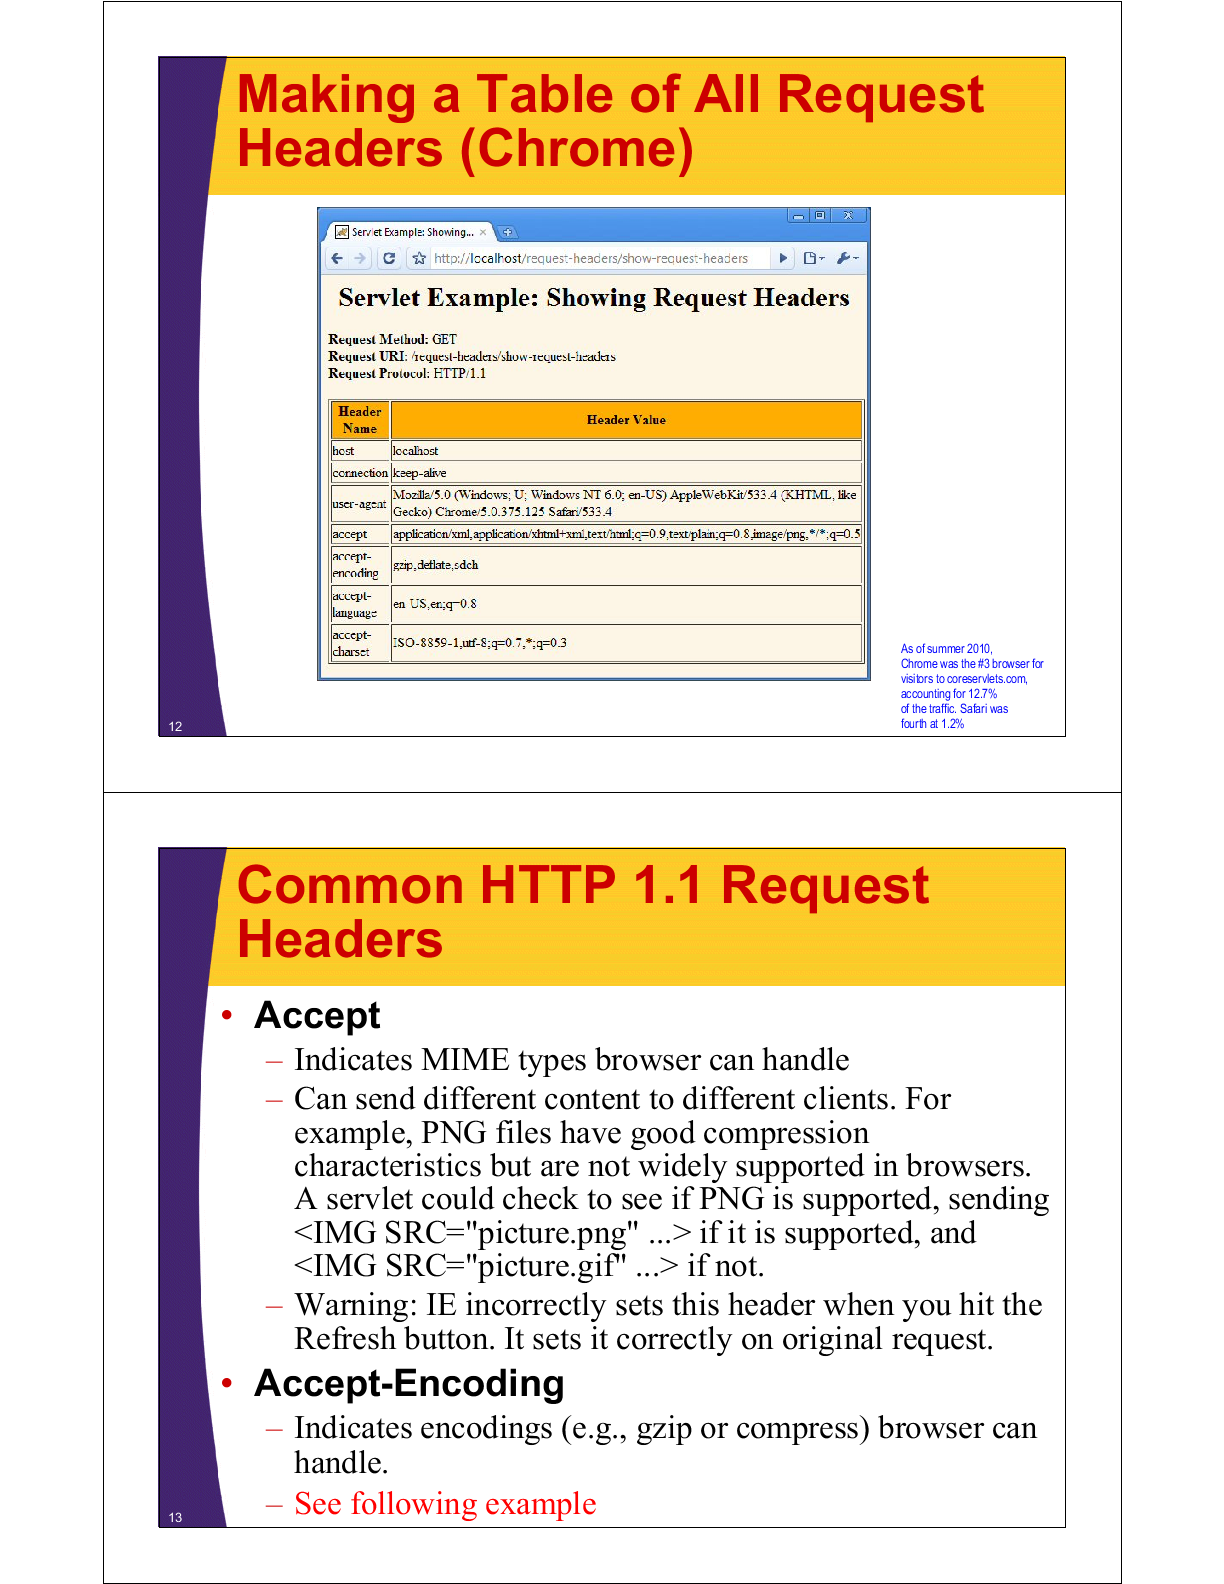 Making a Table of All Request
Headers (Chrome)
Servlet Example: Showing...
http://localhost/request-headers/show-request-headers
Servlet Example: Showing Request Headers
Request Method: GET
Request URI: /request-headers/show-request-headers
Request Protocol: HTTP/1.1
Header
Name
Header Value
host
localhost
connection
keep-alive
user-agent
Mozilla/5.0 (Windows; U; Windows NT 6.0; en-US) AppleWebKit/533.4 (KHTML, like
Gecko) Chrome/5.0.375.125 Safari/533.4
accept
application/xml,application/xhtml+xml,text/html;q=0.9,text/plain;q=0.8,image/png,*/*;q=0.5
accept-
encoding
gzip,deflate,sdch
accept-
language
en-US,en;q=0.8
accept-
charset
ISO-8859-1,utf-8;q=0.7,*;q=0.3
As of summer 2010,
Chrome was the #3 browser for
visitors to coreservlets.com,
accounting for 12.7%
of the traffic. Safari was
fourth at 1.2%
12
Common HTTP 1.1 Request
Headers
• Accept
– Indicates MIME types browser can handle
– Can send different content to different clients. For
example, PNG files have good compression
characteristics but are not widely supported in browsers.
A servlet could check to see if PNG is supported, sending
<IMG SRC="picture.png" ...> if it is supported, and
<IMG SRC="picture.gif" ...> if not.
– Warning: IE incorrectly sets this header when you hit the
Refresh button. It sets it correctly on original request.
• Accept-Encoding
– Indicates encodings (e.g., gzip or compress) browser can
handle.
– See following example
13